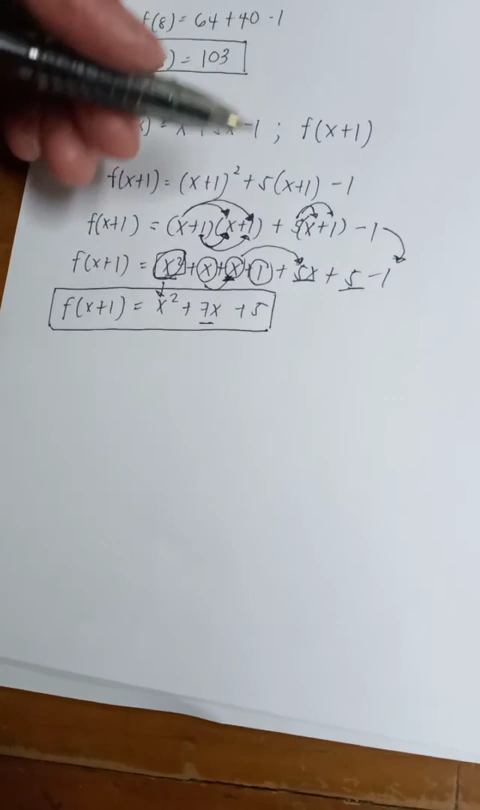 f(8) = 64 + 40 - 1
) = 103
-1 ; f(x+1)
f(x+1) = (x+1)² + 5(x+1) - 1
f(x+1) = (x+1)(x+1) + 5(x+1) - 1
f(x+1) = x² + x + x + 1 + 5x + 5 - 1
f(x+1) = x² + 7x + 5